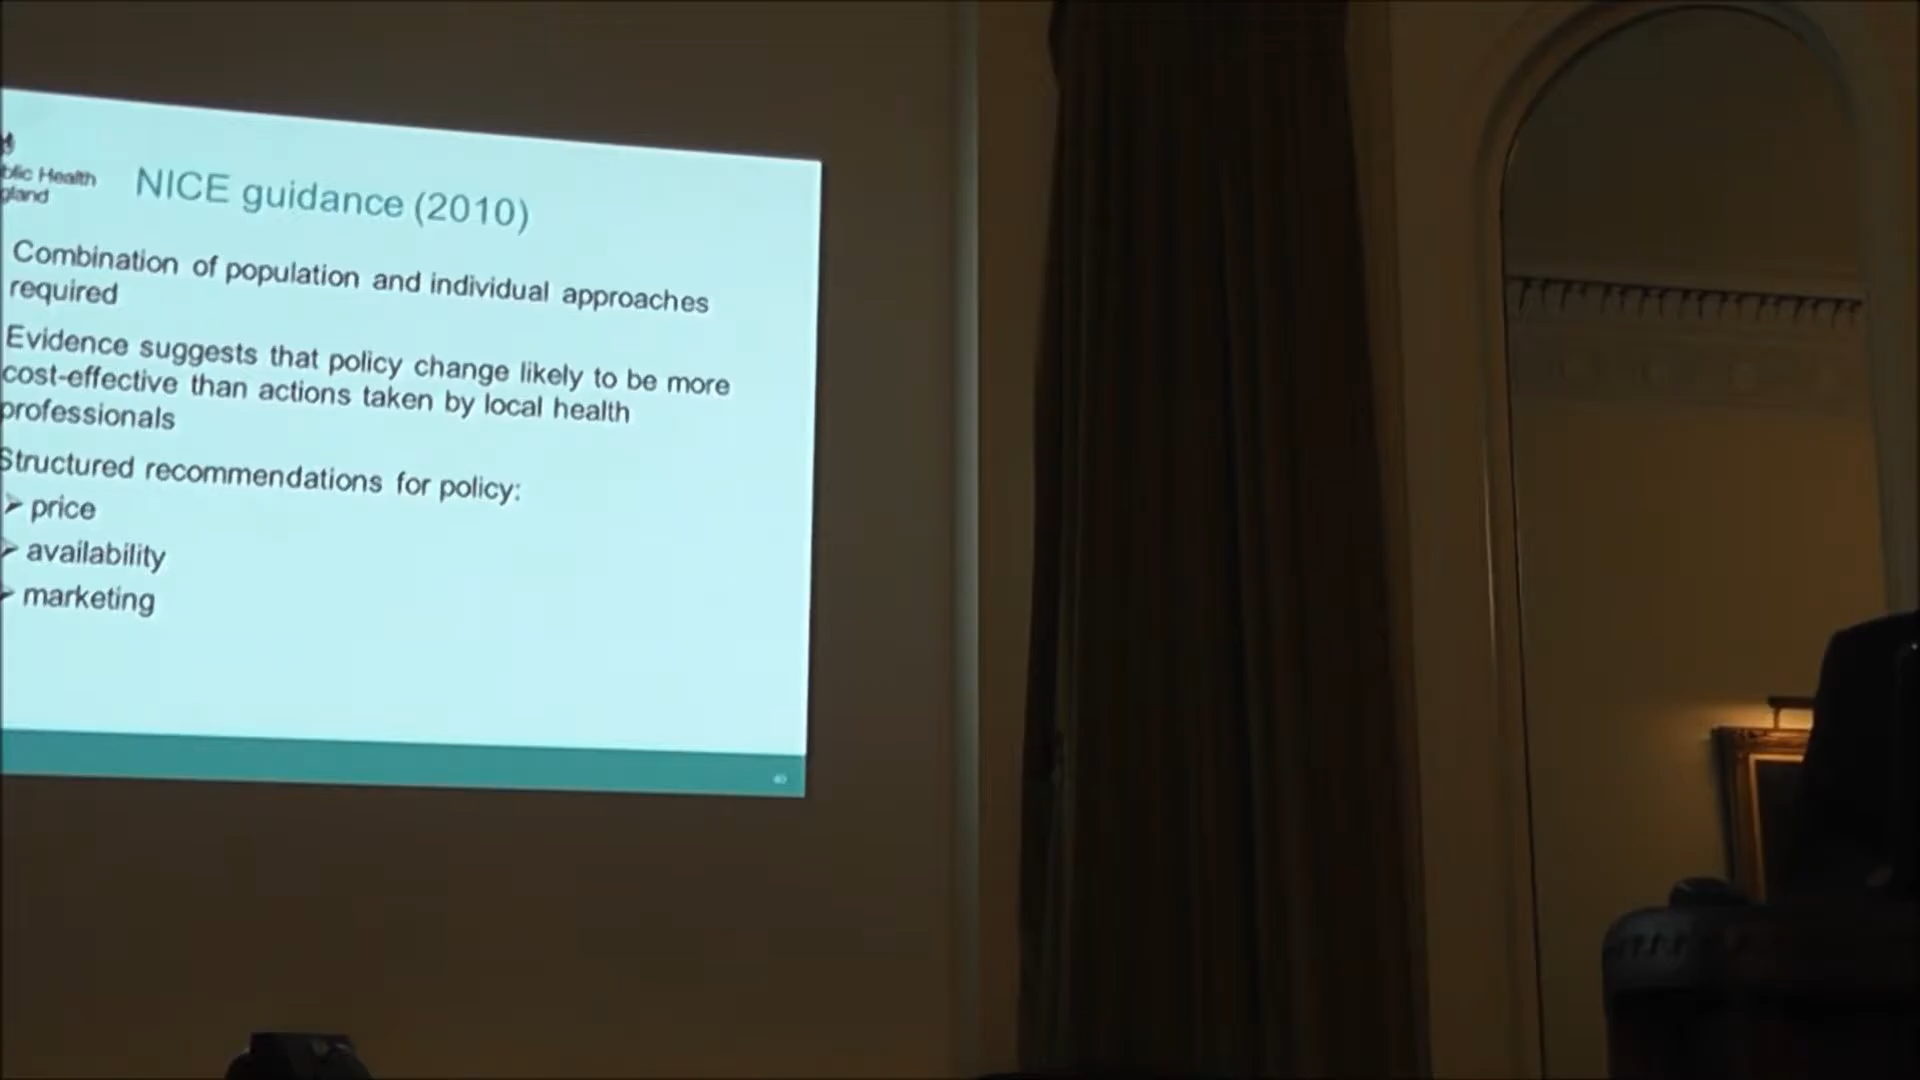 blic Health
gland
NICE guidance (2010)
Combination of population and individual approaches
required
Evidence suggests that policy change likely to be more
cost-effective than actions taken by local health
professionals
Structured recommendations for policy:
➢ price
➢ availability
➢ marketing